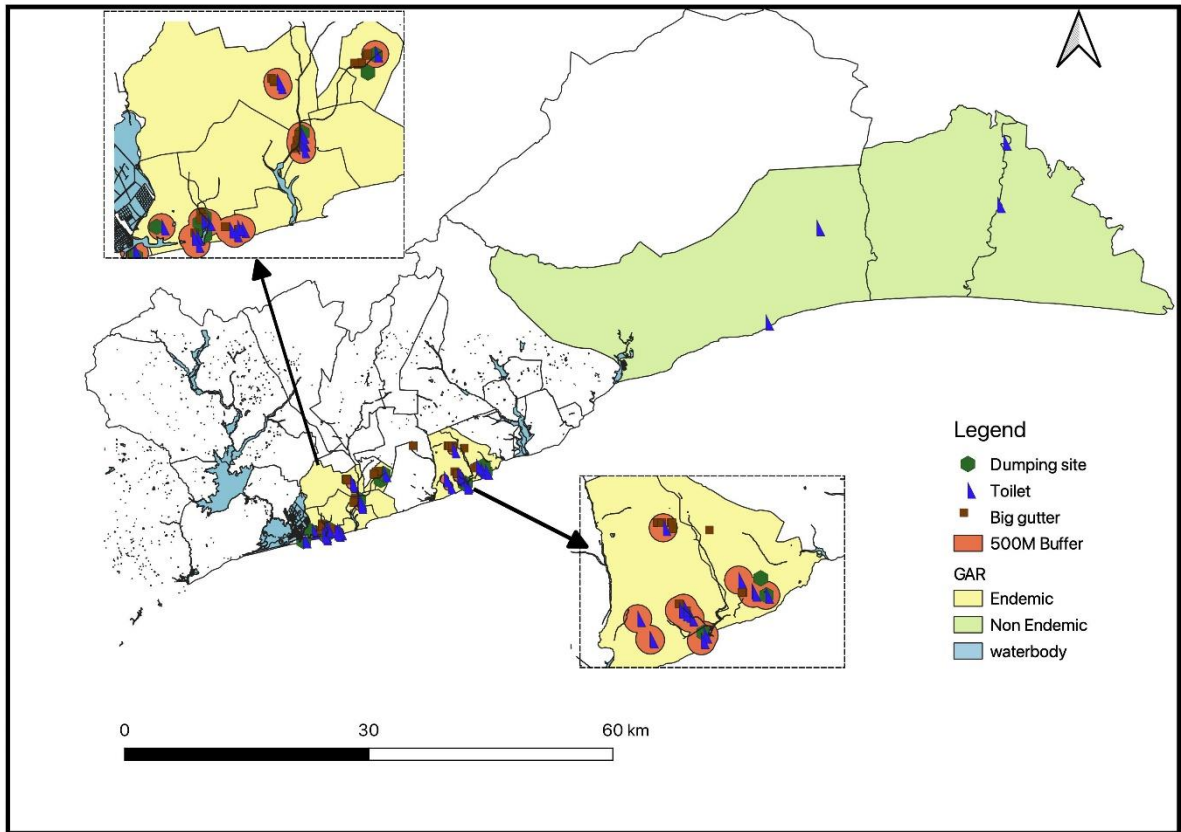 Legend
Dumping site
Toilet
Big gutter
500M Buffer
GAR
Endemic
Non Endemic
waterbody
0 30 60 km